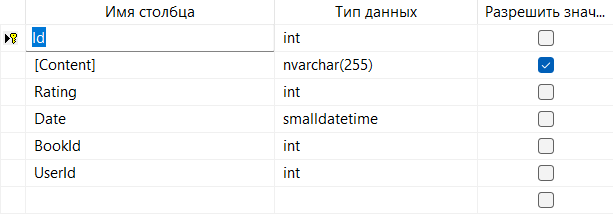 Имя столбца Тип данных Разрешить знач...
Id int
[Content] nvarchar(255)
Rating int
Date smalldatetime
BookId int
UserId int